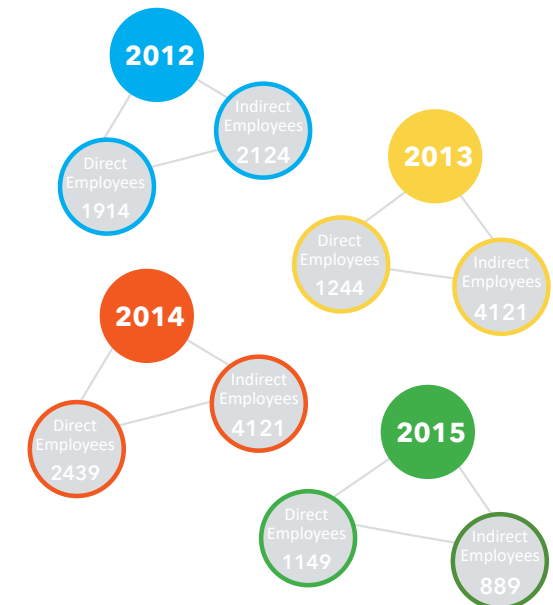 2012
Indirect
Employees
2124
Direct
Employees
1914
2013
Direct
Employees
1244
Indirect
Employees
4121
2014
Indirect
Employees
4121
Direct
Employees
2439
2015
Direct
Employees
1149
Indirect
Employees
889